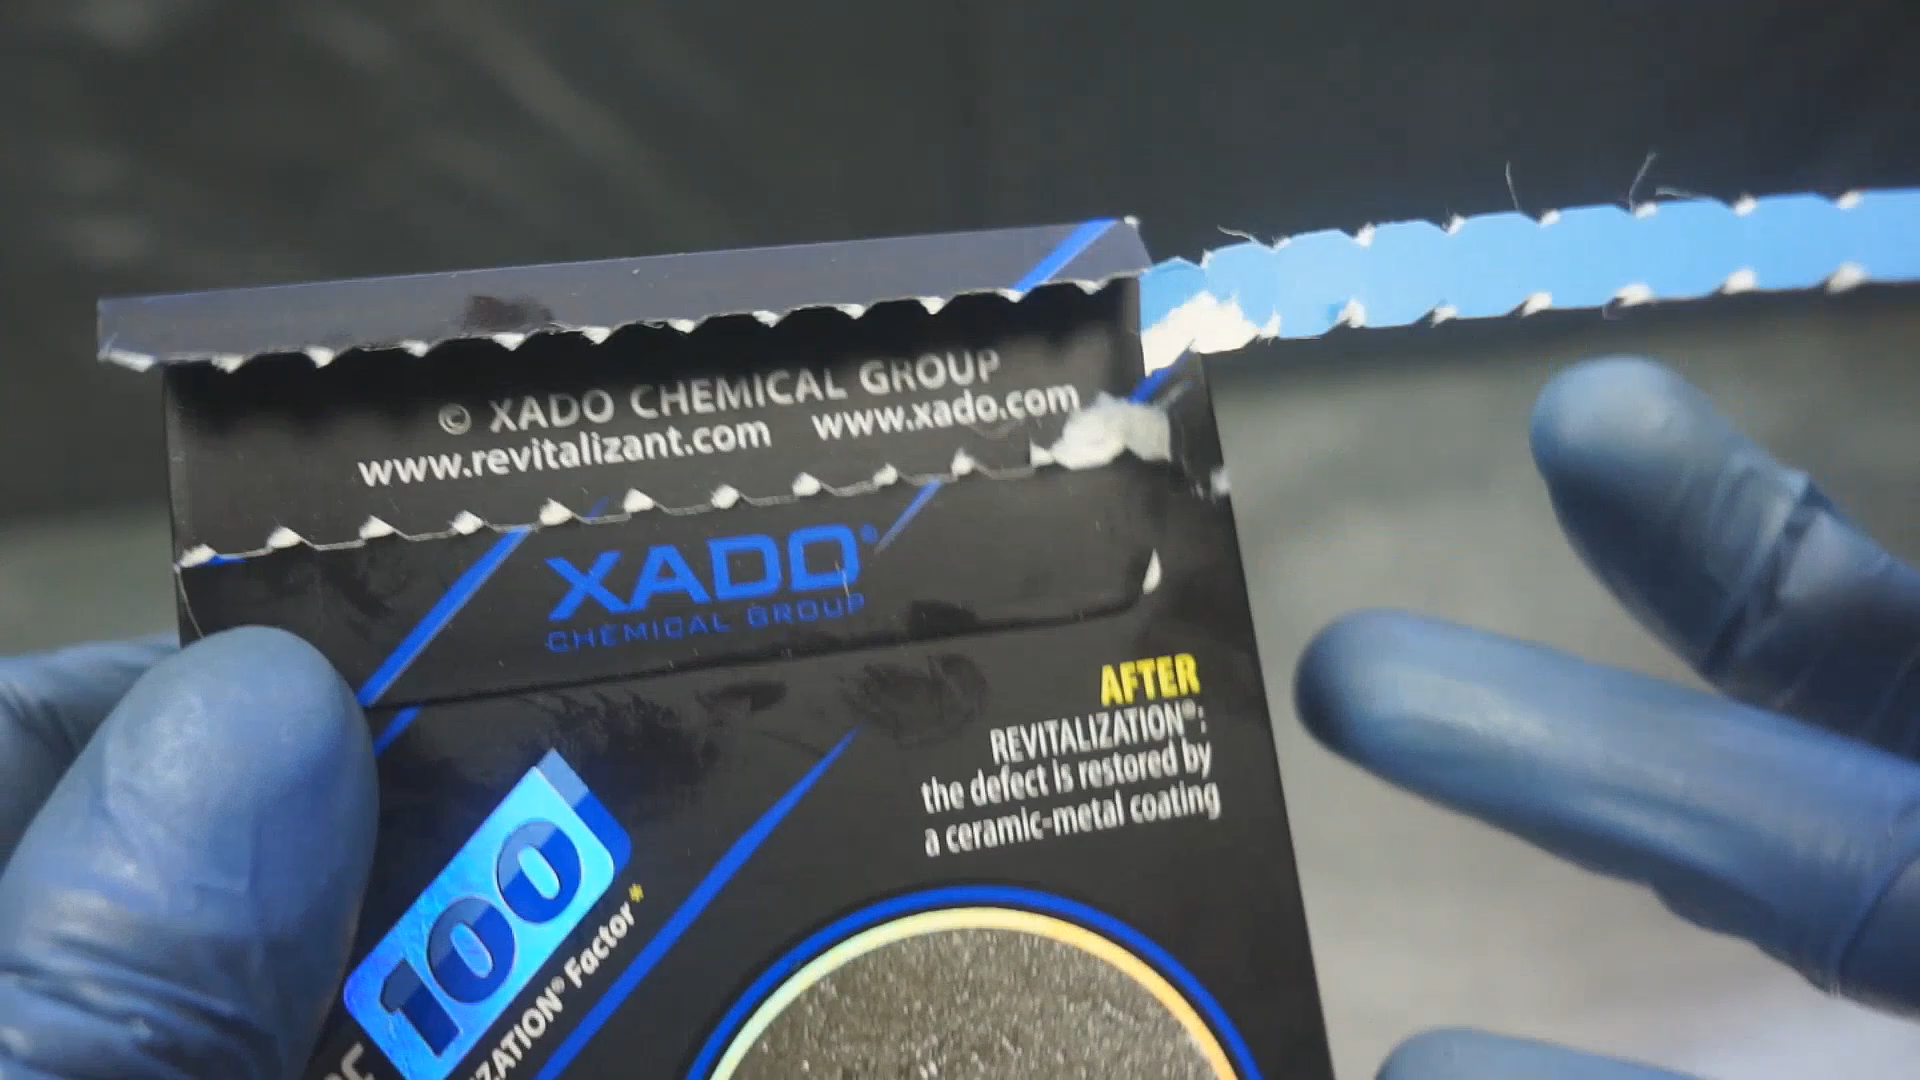 © XADO CHEMICAL GROUP
www.revitalizant.com www.xado.com
XADO®
CHEMICAL GROUP
AFTER
REVITALIZATION®:
the defect is restored by
a ceramic-metal coating
100
Factor*